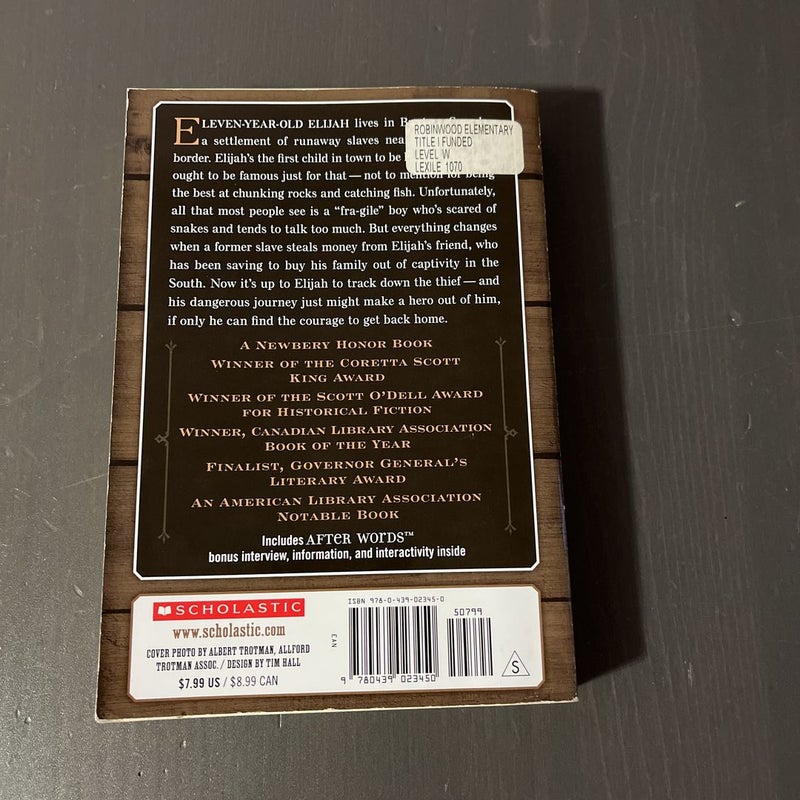 ELEVEN-YEAR-OLD ELIJAH lives in
a settlement of runaway slaves
border. Elijah's the first child in town to be
ought to be famous just for that — not to mention for being
the best at chunking rocks and catching fish. Unfortunately,
all that most people see is a "fra-gile" boy who's scared of
snakes and tends to talk too much. But everything changes
when a former slave steals money from Elijah's friend, who
has been saving to buy his family out of captivity in the
South. Now it's up to Elijah to track down the thief — and
his dangerous journey just might make a hero out of him,
if only he can find the courage to get back home.
ROBINWOOD ELEMENTARY
TITLE I FUNDED
LEVEL W
LEXILE 1070
A NEWBERY HONOR BOOK
WINNER OF THE CORETTA SCOTT
KING AWARD
WINNER OF THE SCOTT O'DELL AWARD
FOR HISTORICAL FICTION
WINNER, CANADIAN LIBRARY ASSOCIATION
BOOK OF THE YEAR
FINALIST, GOVERNOR GENERAL'S
LITERARY AWARD
AN AMERICAN LIBRARY ASSOCIATION
NOTABLE BOOK
Includes AFTER WORDS™
bonus interview, information, and interactivity inside
SCHOLASTIC
www.scholastic.com
COVER PHOTO BY ALBERT TROTMAN, ALLFORD
TROTMAN ASSOC. / DESIGN BY TIM HALL
$7.99 US / $8.99 CAN
ISBN 978-0-439-02345-0
50799
EAN
9 780439 023450
S